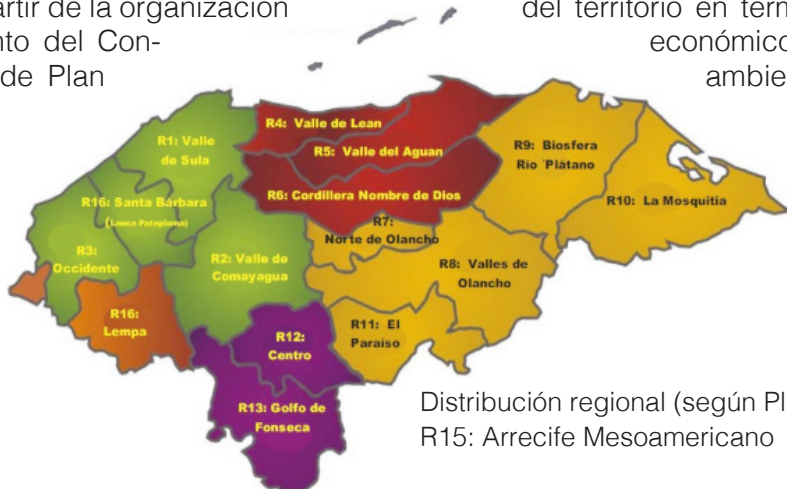 artir de la organización
nto del Con-
de Plan
del territorio en térn
económico
ambie
R4: Valle de Lean
R1: Valle
de Sula
R5: Valle del Aguan
R9: Biosfera
Río Plátano
R6: Cordillera Nombre de Dios
R16: Santa Bárbara
R10: La Mosquitia
R7:
Norte de Olancho
R3:
Occidente
R2: Valle de
Comayagua
R8: Valles de
Olancho
R16:
Lempa
R11: El
Paraíso
R12:
Centro
R13: Golfo de
Fonseca
Distribución regional (según Pl
R15: Arrecife Mesoamericano